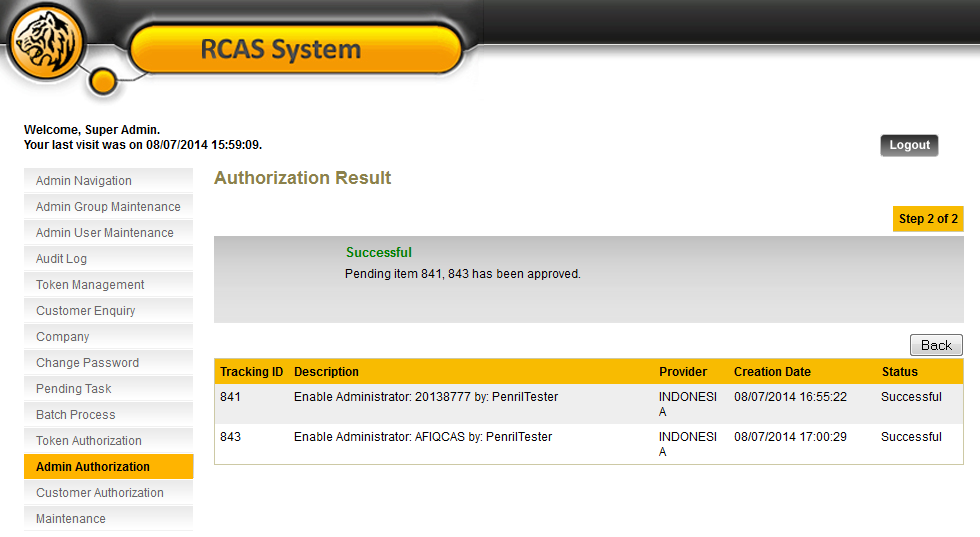 RCAS System
Welcome, Super Admin.
Your last visit was on 08/07/2014 15:59:09.
Logout
Admin Navigation
Admin Group Maintenance
Admin User Maintenance
Audit Log
Token Management
Customer Enquiry
Company
Change Password
Pending Task
Batch Process
Token Authorization
Admin Authorization
Customer Authorization
Maintenance
Authorization Result
Step 2 of 2
Successful
Pending item 841, 843 has been approved.
Back
Tracking ID Description Provider Creation Date Status
841 Enable Administrator: 20138777 by: PenrilTester INDONESI 08/07/2014 16:55:22 Successful
A
843 Enable Administrator: AFIQCAS by: PenrilTester INDONESI 08/07/2014 17:00:29 Successful
A